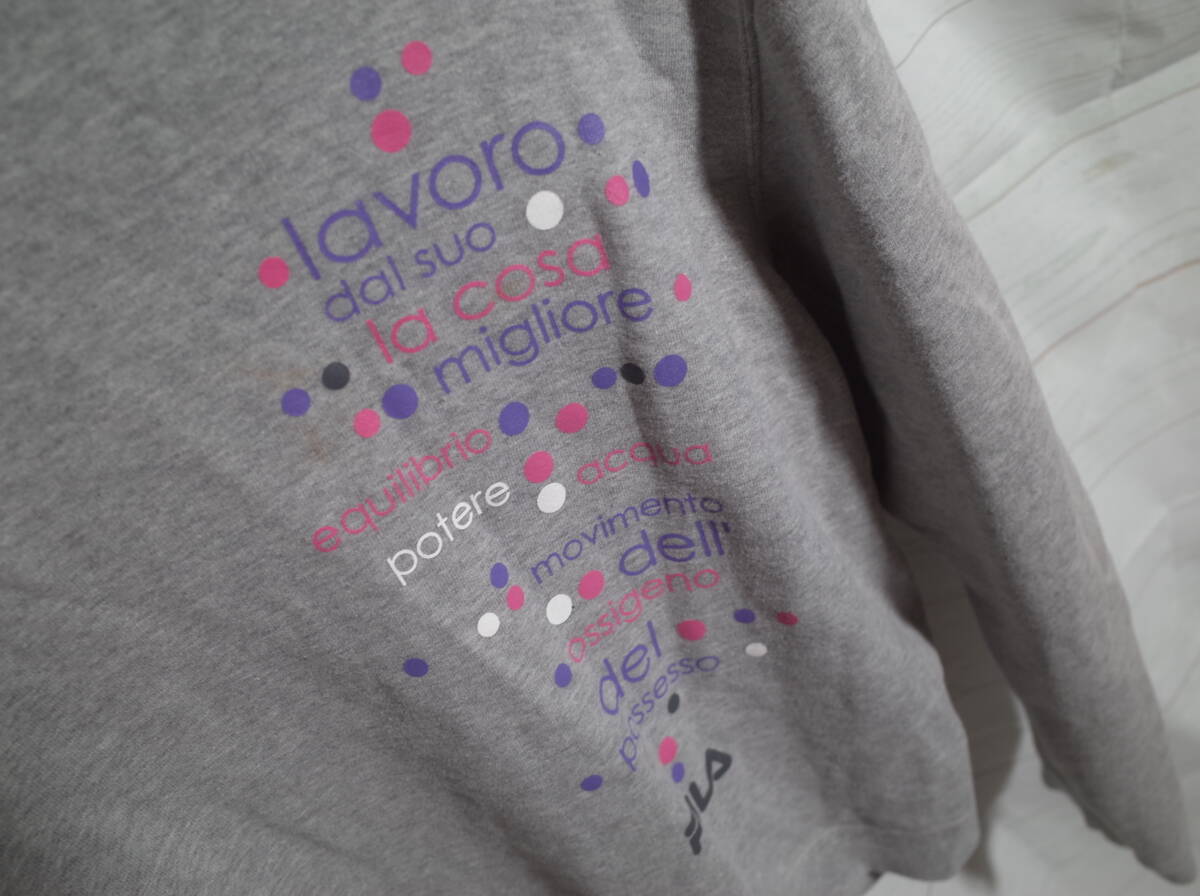 lavoro
dal suo
la cosa
migliore
equilibrio
potere
acqua
movimento
dell'
ossigeno
del
possesso
FILA